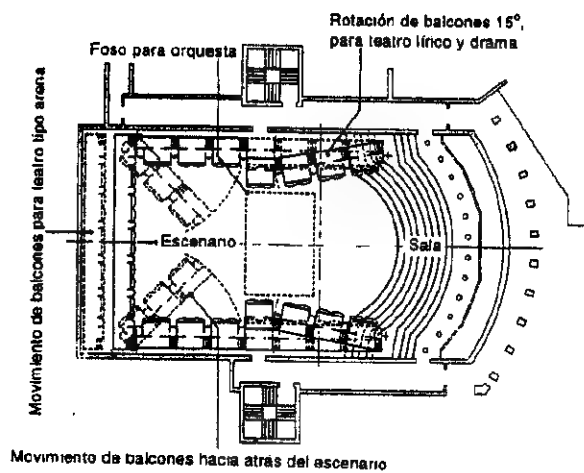 Rotación de balcones 15°,
para teatro lírico y drama
Foso para orquesta
Movimiento de balcones para teatro tipo arena
Escenario
Sala
Movimiento de balcones hacia atrás del escenario